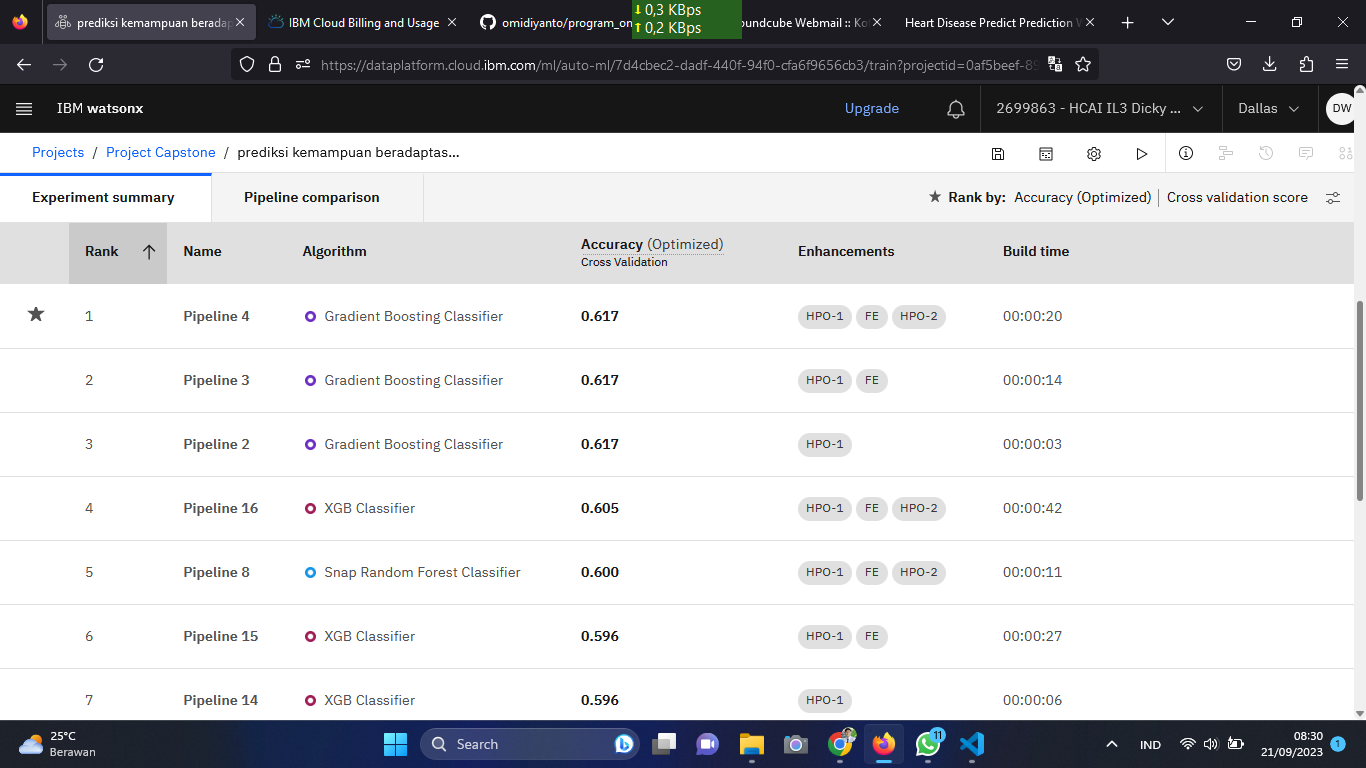 prediksi kemampuan beradap
IBM Cloud Billing and Usage
omidiyanto/program_on
0,3 KBps
0,2 KBps
oundcube Webmail :: Ko
Heart Disease Predict Prediction W
https://dataplatform.cloud.ibm.com/ml/auto-ml/7d4cbec2-dadf-440f-94f0-cfa6f9656cb3/train?projectid=0af5beef-89
IBM watsonx
Upgrade
2699863 - HCAI IL3 Dicky ...
Dallas
DW
Projects / Project Capstone / prediksi kemampuan beradaptas...
Experiment summary
Pipeline comparison
Rank by: Accuracy (Optimized) | Cross validation score
Rank Name Algorithm Accuracy (Optimized) Enhancements Build time
Cross Validation
1 Pipeline 4 Gradient Boosting Classifier 0.617 HPO-1 FE HPO-2 00:00:20
2 Pipeline 3 Gradient Boosting Classifier 0.617 HPO-1 FE 00:00:14
3 Pipeline 2 Gradient Boosting Classifier 0.617 HPO-1 00:00:03
4 Pipeline 16 XGB Classifier 0.605 HPO-1 FE HPO-2 00:00:42
5 Pipeline 8 Snap Random Forest Classifier 0.600 HPO-1 FE HPO-2 00:00:11
6 Pipeline 15 XGB Classifier 0.596 HPO-1 FE 00:00:27
7 Pipeline 14 XGB Classifier 0.596 HPO-1 00:00:06
25°C
Berawan
Search
11
IND
08:30
21/09/2023
1